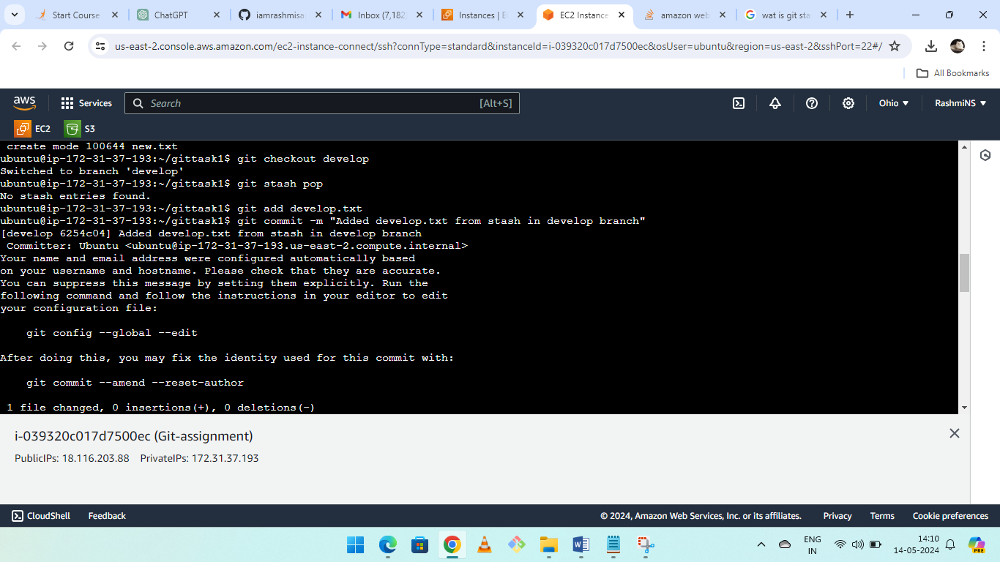 Start Course
ChatGPT
iamrashmisa
Inbox (7,182
Instances | E
EC2 Instance
amazon web
wat is git sta
us-east-2.console.aws.amazon.com/ec2-instance-connect/ssh?connType=standard&instanceId=i-039320c017d7500ec&osUser=ubuntu&region=us-east-2&sshPort=22#/
All Bookmarks
aws
Services
Search
[Alt+S]
Ohio
RashmiNS
EC2
S3
 create mode 100644 new.txt
ubuntu@ip-172-31-37-193:~/gittask1$ git checkout develop
Switched to branch 'develop'
ubuntu@ip-172-31-37-193:~/gittask1$ git stash pop
No stash entries found.
ubuntu@ip-172-31-37-193:~/gittask1$ git add develop.txt
ubuntu@ip-172-31-37-193:~/gittask1$ git commit -m "Added develop.txt from stash in develop branch"
[develop 6254c04] Added develop.txt from stash in develop branch
 Committer: Ubuntu <ubuntu@ip-172-31-37-193.us-east-2.compute.internal>
Your name and email address were configured automatically based
on your username and hostname. Please check that they are accurate.
You can suppress this message by setting them explicitly. Run the
following command and follow the instructions in your editor to edit
your configuration file:
    git config --global --edit
After doing this, you may fix the identity used for this commit with:
    git commit --amend --reset-author
 1 file changed, 0 insertions(+), 0 deletions(-)
i-039320c017d7500ec (Git-assignment)
PublicIPs: 18.116.203.88 PrivateIPs: 172.31.37.193
CloudShell
Feedback
© 2024, Amazon Web Services, Inc. or its affiliates.
Privacy
Terms
Cookie preferences
ENG
IN
14:10
14-05-2024
PRE